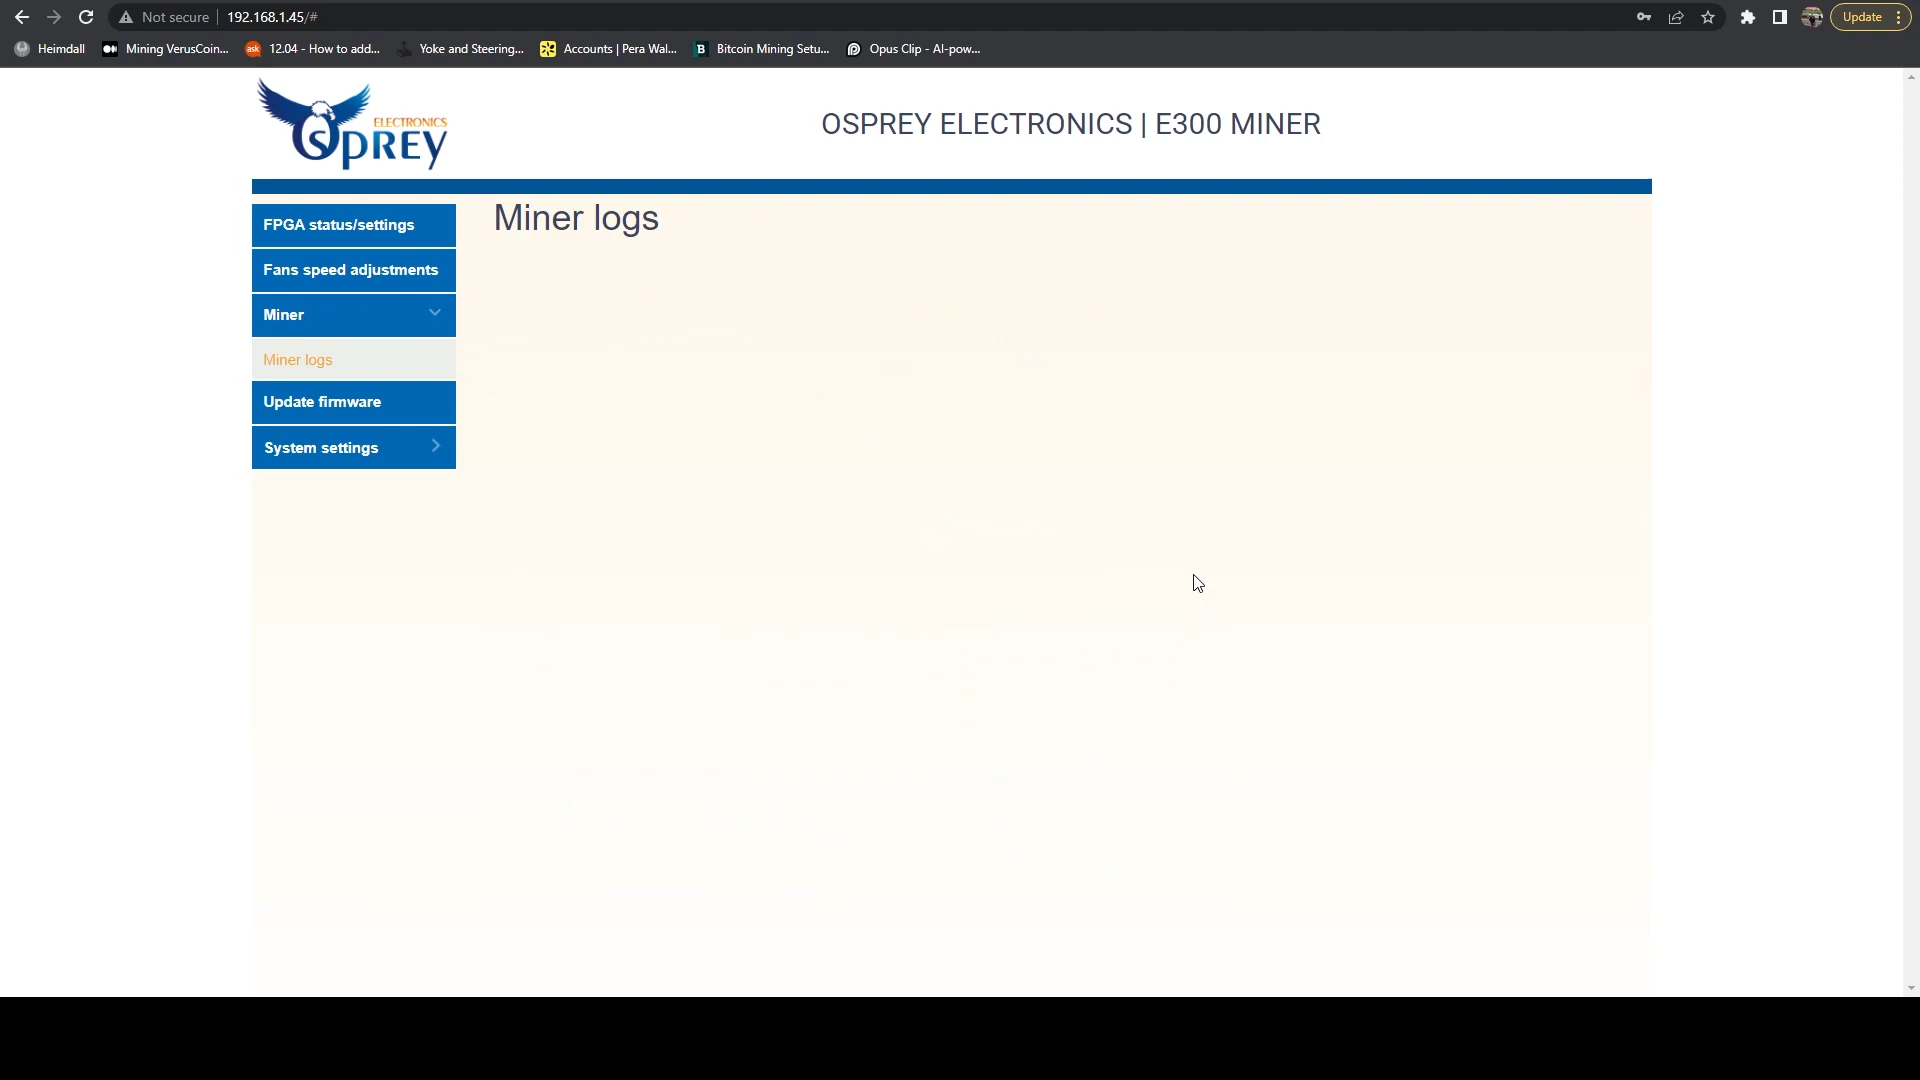 Not secure
192.168.1.45/#
Update
Heimdall
Mining VerusCoin...
ask
12.04 - How to add...
Yoke and Steering...
Accounts | Pera Wal...
B
Bitcoin Mining Setu...
Opus Clip - AI-pow...
ELECTRONICS
OSPREY
OSPREY ELECTRONICS | E300 MINER
FPGA status/settings
Miner logs
Fans speed adjustments
Miner
Miner logs
Update firmware
System settings